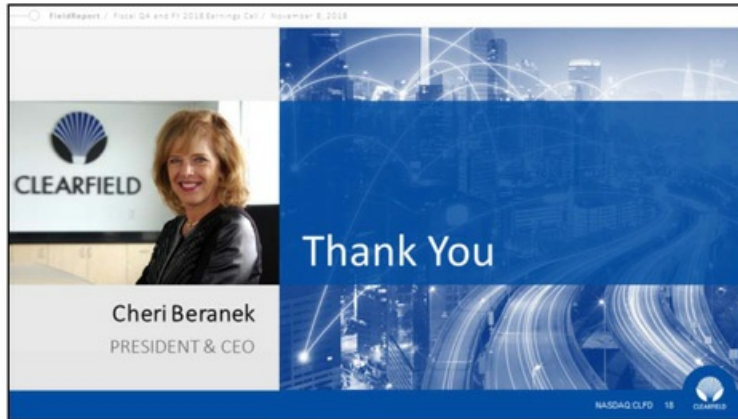 FieldReport / Fiscal Q4 and FY 2018 Earnings Call / November 8, 2018
CLEARFIELD
Thank You
Cheri Beranek
PRESIDENT & CEO
NASDAQ:CLFD 18
CLEARFIELD